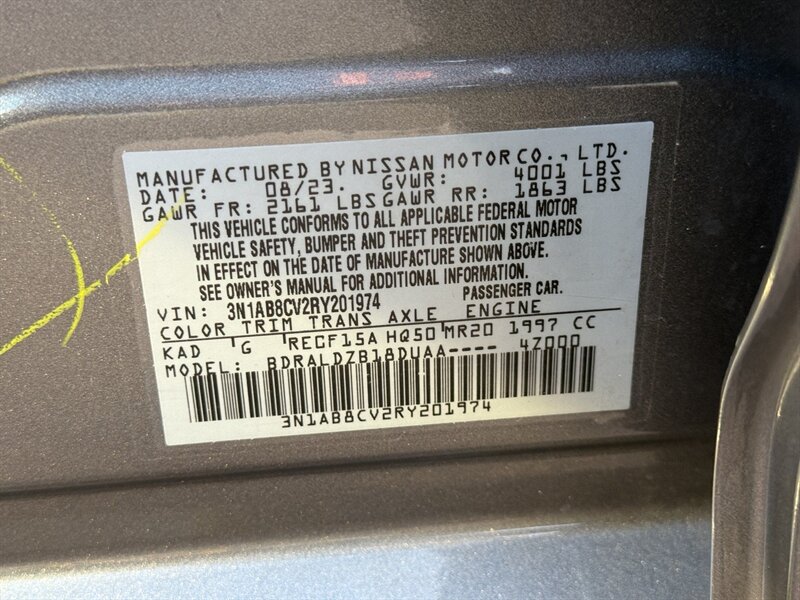 MANUFACTURED BY NISSAN MOTOR CO., LTD.
DATE: 08/23. GVWR: 4001 LBS
GAWR FR: 2161 LBS GAWR RR: 1863 LBS
THIS VEHICLE CONFORMS TO ALL APPLICABLE FEDERAL MOTOR
VEHICLE SAFETY, BUMPER AND THEFT PREVENTION STANDARDS
IN EFFECT ON THE DATE OF MANUFACTURE SHOWN ABOVE.
SEE OWNER'S MANUAL FOR ADDITIONAL INFORMATION.
VIN: 3N1AB8CV2RY201974 PASSENGER CAR.
COLOR TRIM TRANS AXLE ENGINE
KAD G RECF15A HQ50 MR20 1997 CC
MODEL: BDRALDZB18DUAA---- 4Z000
3N1AB8CV2RY201974